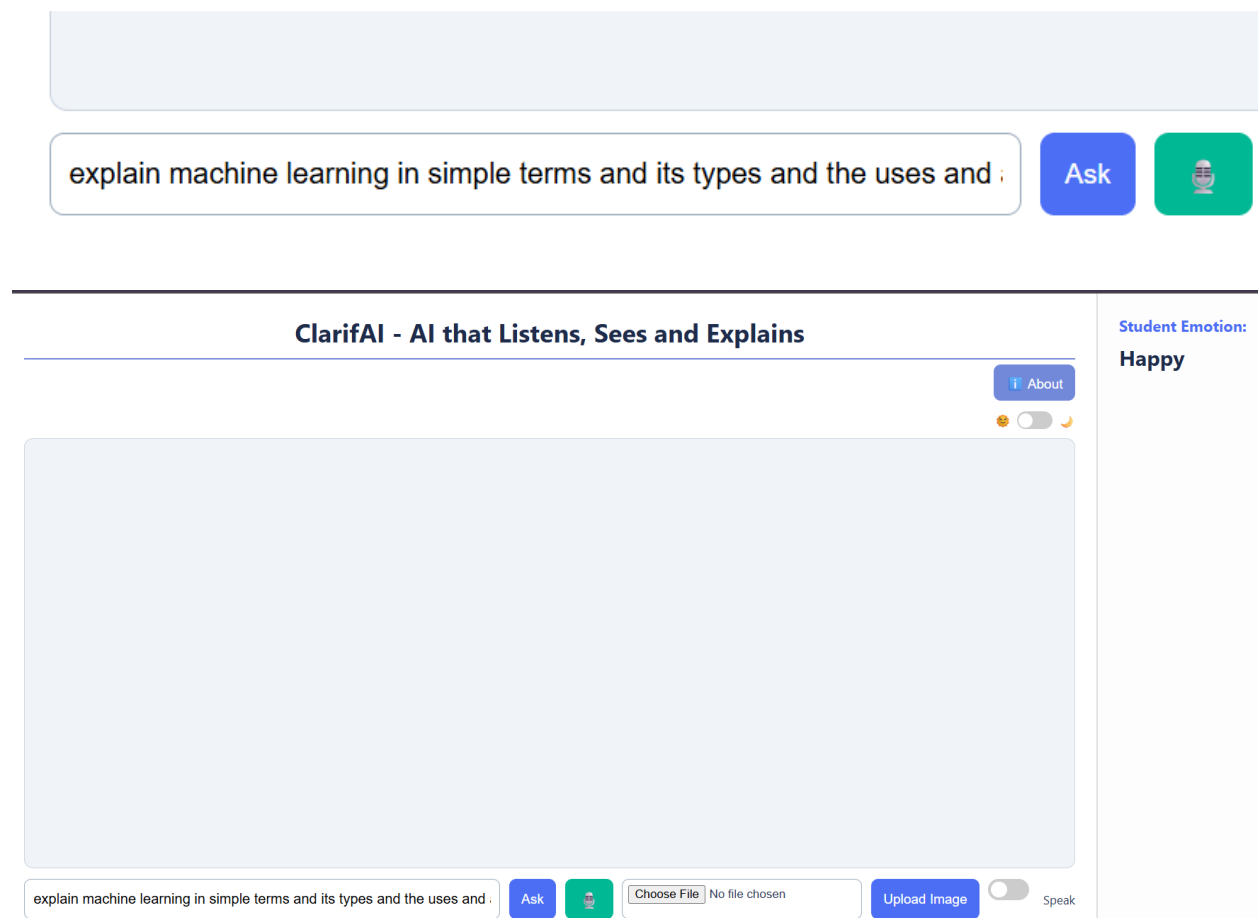 explain machine learning in simple terms and its types and the uses and
Ask
ClarifAI - AI that Listens, Sees and Explains
Student Emotion:
Happy
About
explain machine learning in simple terms and its types and the uses and
Ask
Choose File No file chosen
Upload Image
Speak